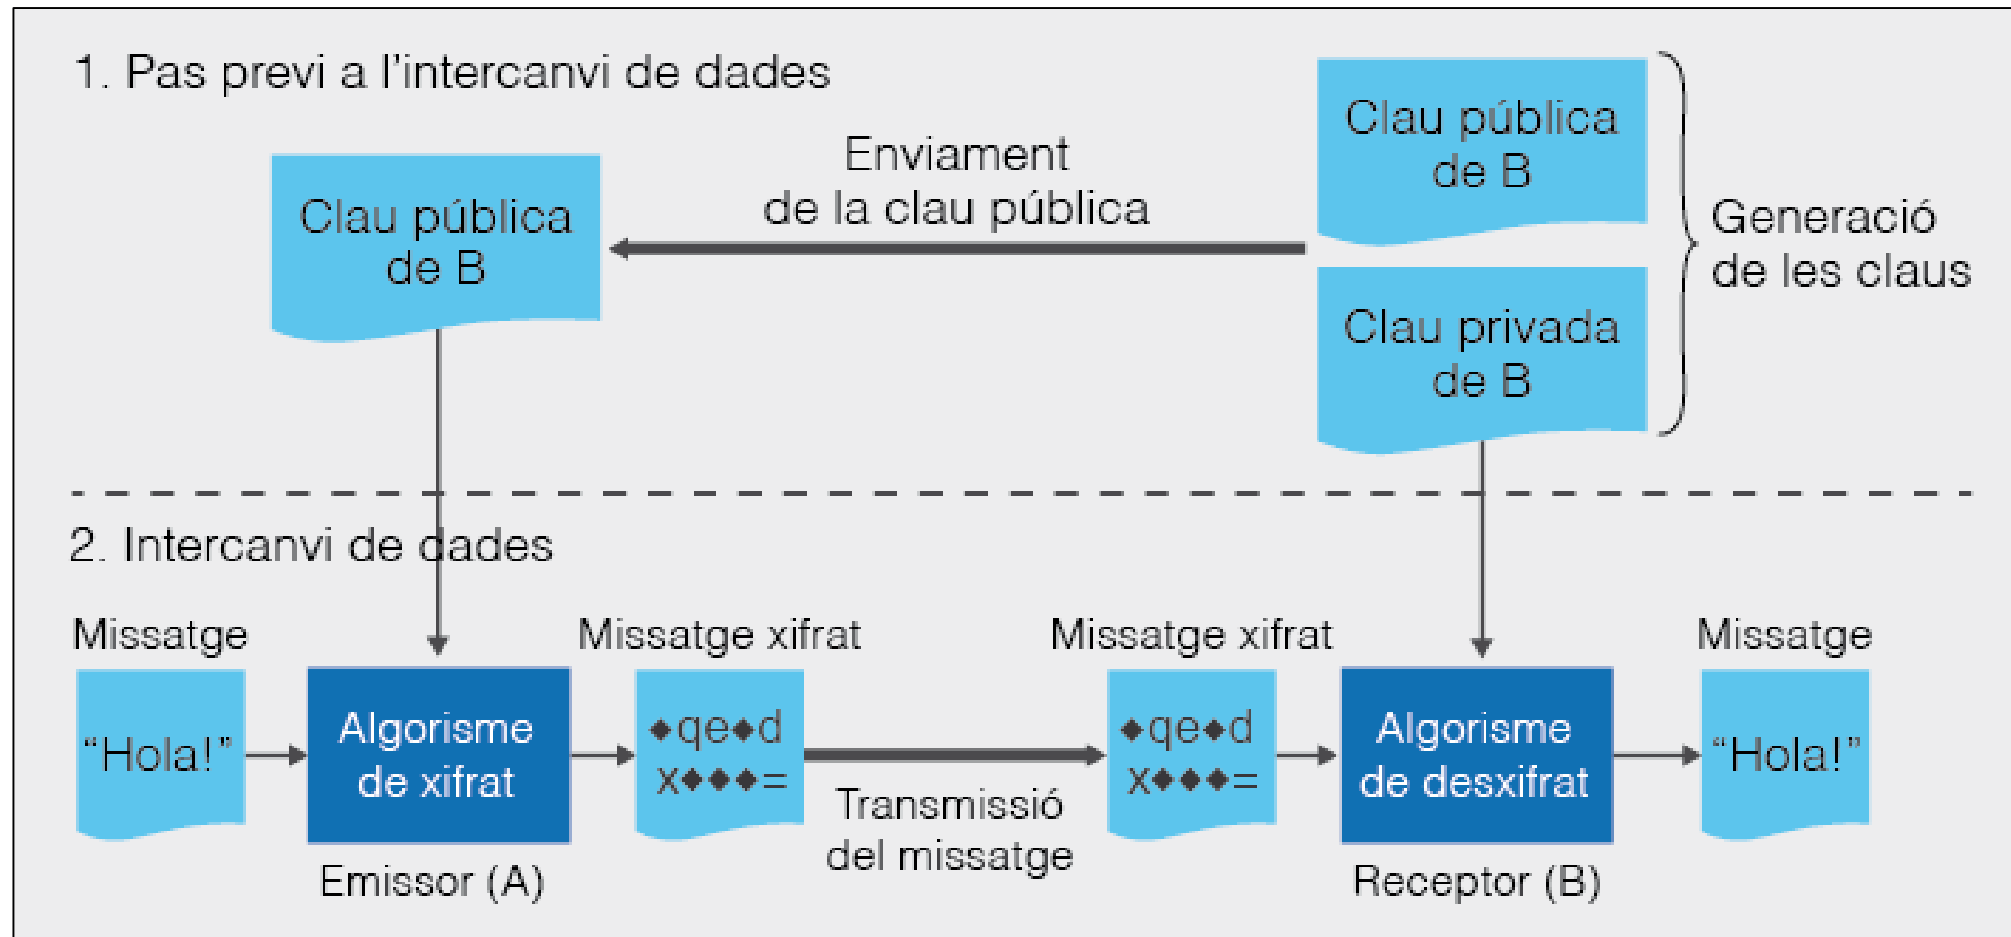 1. Pas previ a l’intercanvi de dades
Clau pública
de B
Enviament
de la clau pública
Clau pública
de B
Clau privada
de B
Generació
de les claus
2. Intercanvi de dades
Missatge
“Hola!”
Algorisme
de xifrat
Emissor (A)
Missatge xifrat
◆qe◆d
x◆◆◆=
Transmissió
del missatge
Missatge xifrat
◆qe◆d
x◆◆◆=
Algorisme
de desxifrat
Receptor (B)
Missatge
“Hola!”